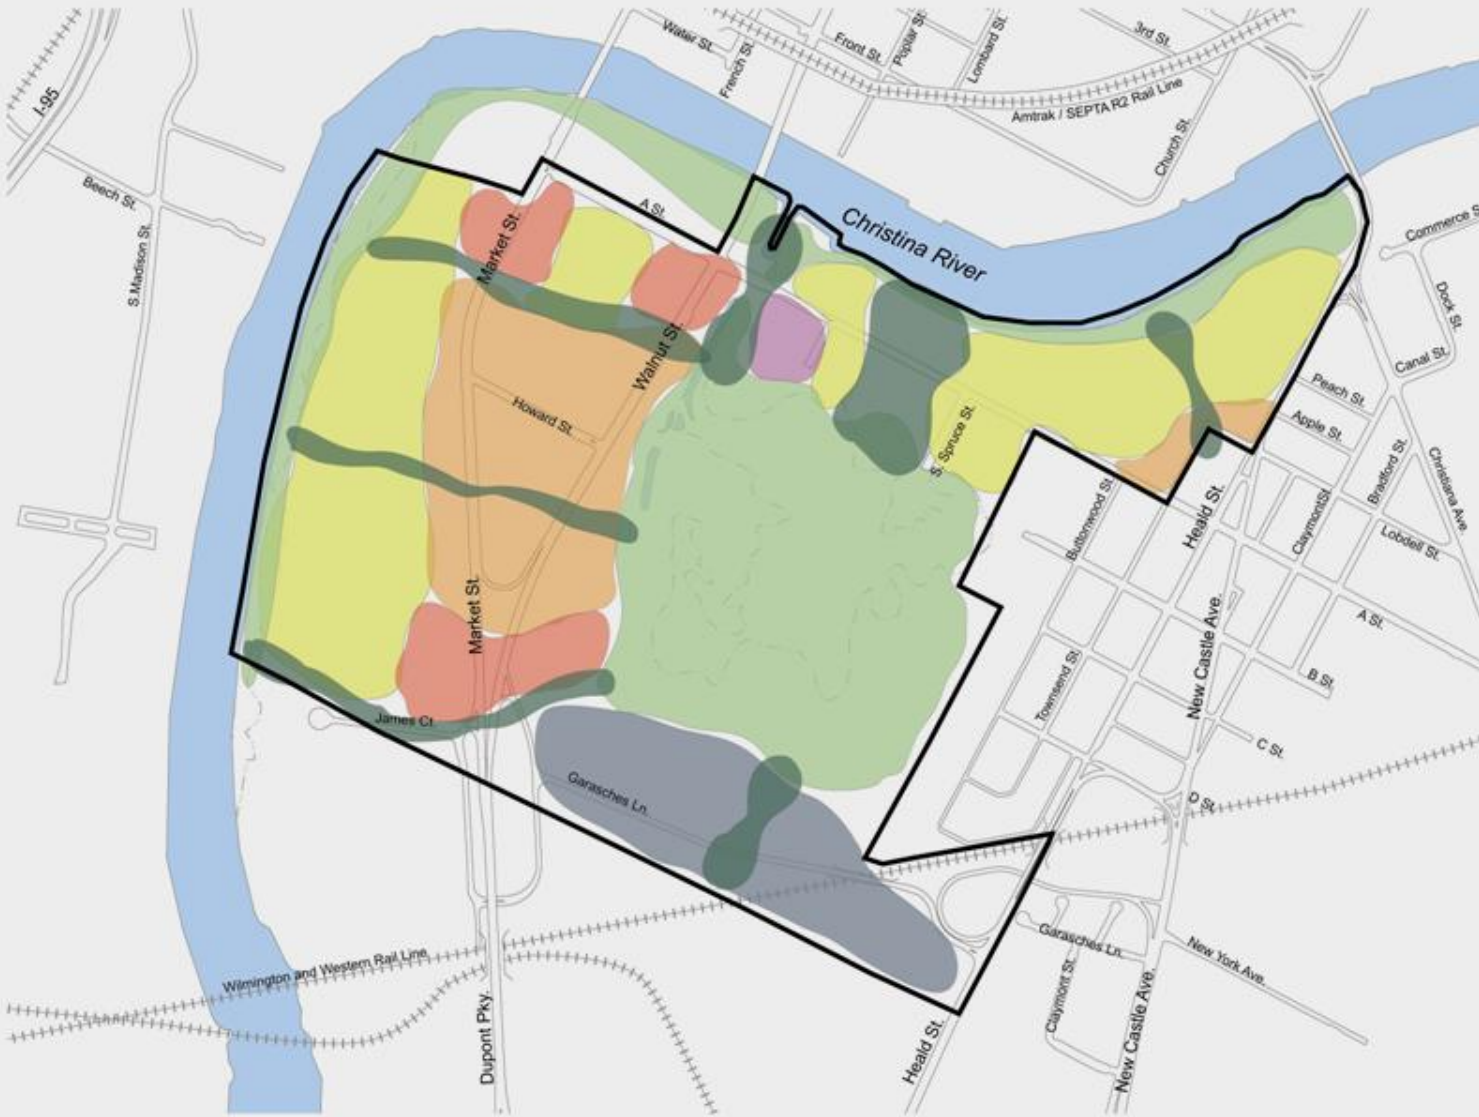 I-95
Water St.
French St.
Front St.
Poplar St.
Lombard St.
3rd St.
Amtrak / SEPTA R2 Rail Line
Church St.
Beech St.
S.Madison St.
A St.
Market St.
Christina River
Commerce S
Dock St.
Canal St.
Walnut St.
Howard St.
Peach St.
Apple St.
S. Spruce St.
Bradford St.
Christiana Ave.
Buttonwood St.
Heald St.
Claymont St.
Lobdell St.
Market St.
New Castle Ave.
A St.
B St.
Townsend St.
C St.
James Ct.
Garasches Ln.
D St.
Wilmington and Western Rail Line
Garasches Ln.
New York Ave.
Claymont St.
Dupont Pky.
Heald St.
New Castle Ave.